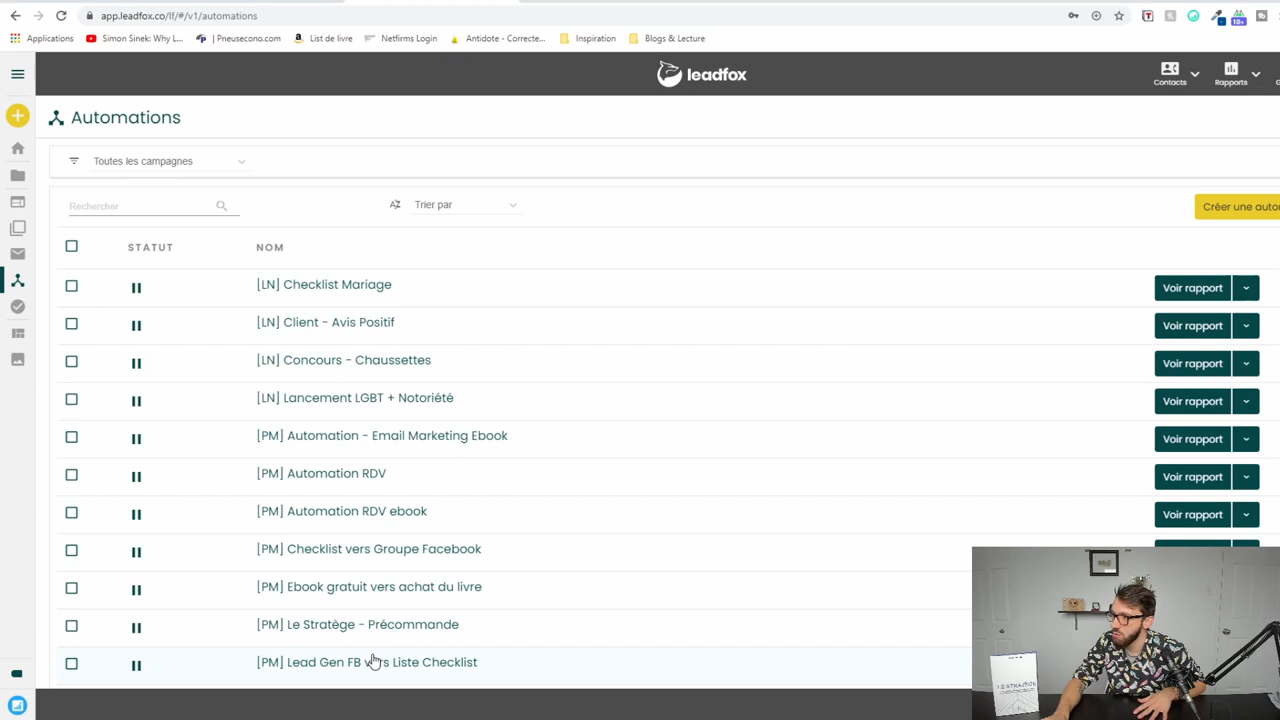 app.leadfox.co/lf/#/v1/automations
10+
Applications
Simon Sinek: Why L...
| Pneusecono.com
List de livre
Netfirms Login
Antidote - Correcte...
Inspiration
Blogs & Lecture
leadfox
Contacts
Rapports
Automations
Toutes les campagnes
Rechercher
AZ
Trier par
Créer une auto
STATUT
NOM
[LN] Checklist Mariage
Voir rapport
[LN] Client - Avis Positif
Voir rapport
[LN] Concours - Chaussettes
Voir rapport
[LN] Lancement LGBT + Notoriété
Voir rapport
[PM] Automation - Email Marketing Ebook
Voir rapport
[PM] Automation RDV
Voir rapport
[PM] Automation RDV ebook
Voir rapport
[PM] Checklist vers Groupe Facebook
[PM] Ebook gratuit vers achat du livre
[PM] Le Stratège - Précommande
[PM] Lead Gen FB vers Liste Checklist
LE STRATÈGE